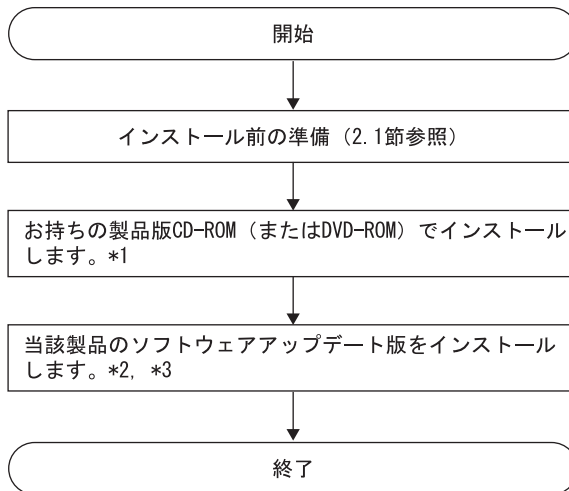 開始
インストール前の準備（2.1節参照）
お持ちの製品版CD-ROM（またはDVD-ROM）でインストール
します。*1
当該製品のソフトウェアアップデート版をインストール
します。*2, *3
終了